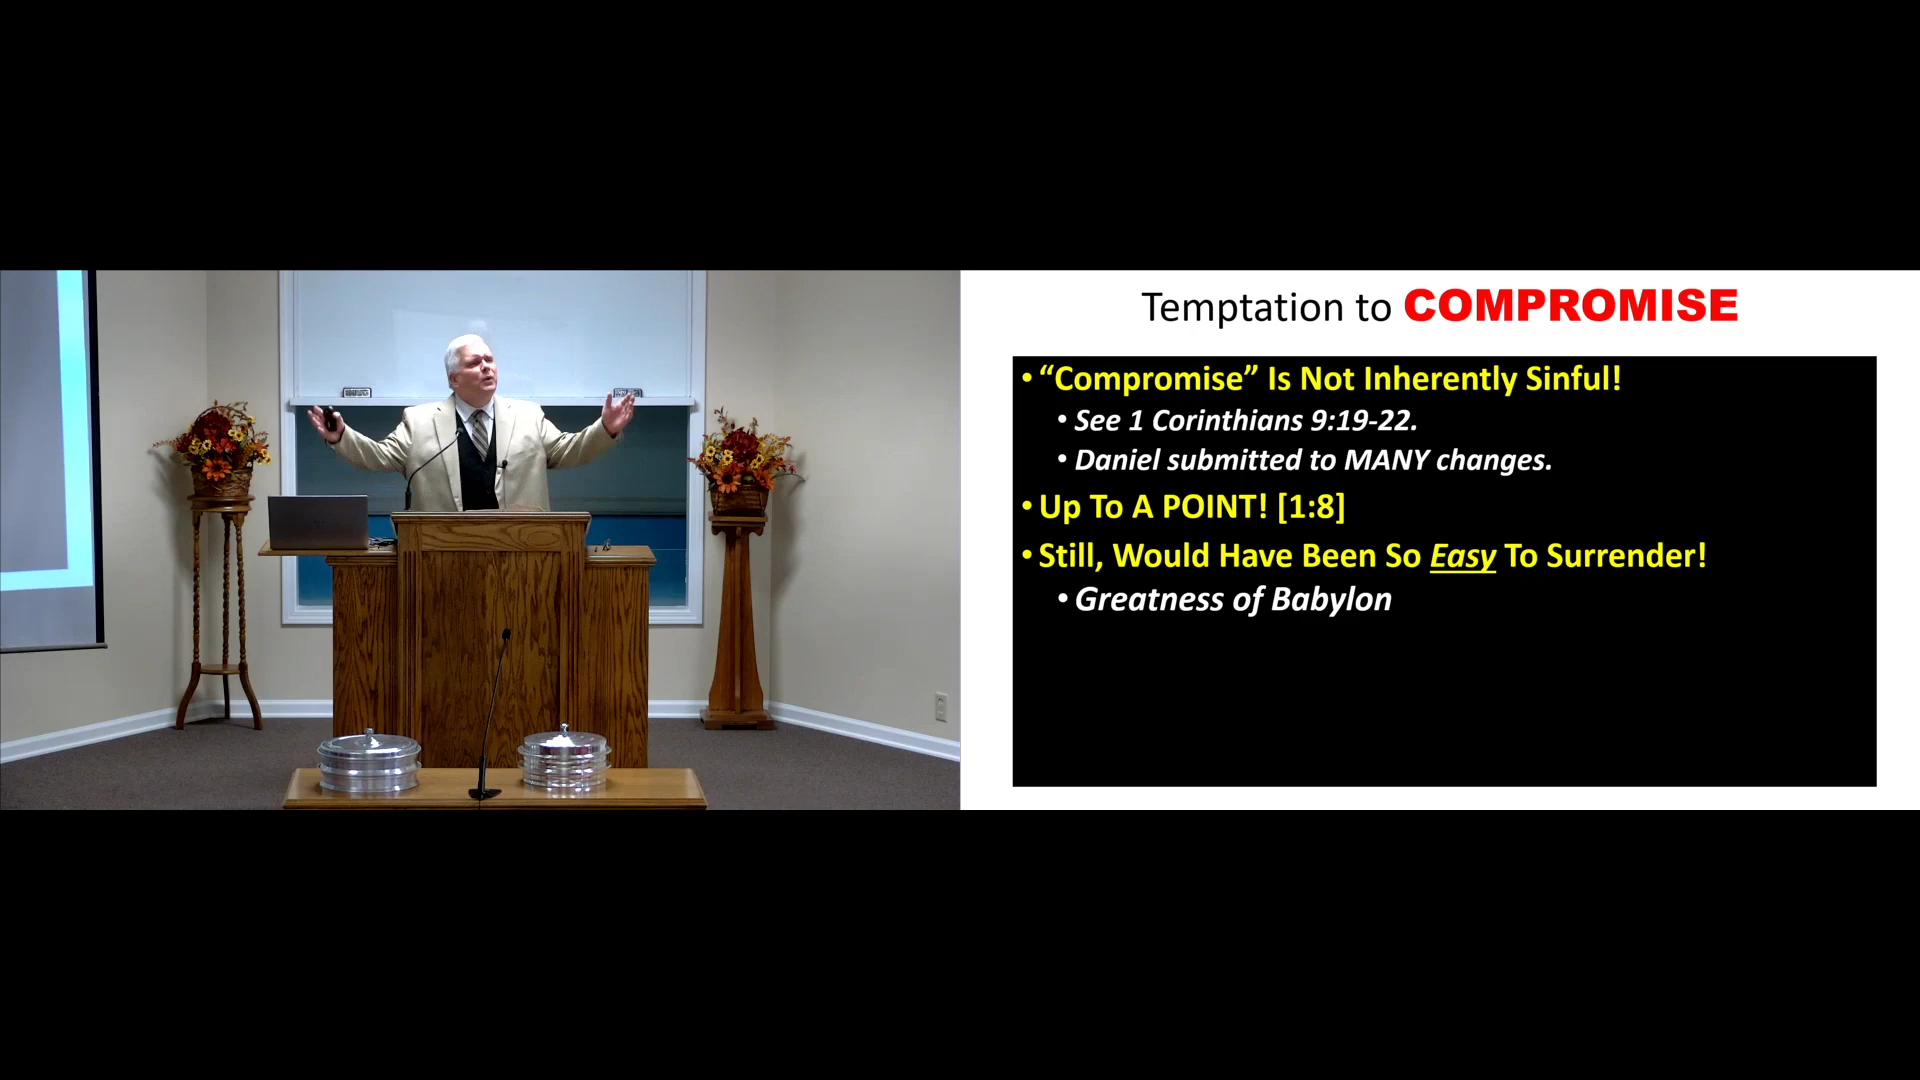 Temptation to COMPROMISE
• “Compromise” Is Not Inherently Sinful!
• See 1 Corinthians 9:19-22.
• Daniel submitted to MANY changes.
• Up To A POINT! [1:8]
• Still, Would Have Been So Easy To Surrender!
• Greatness of Babylon